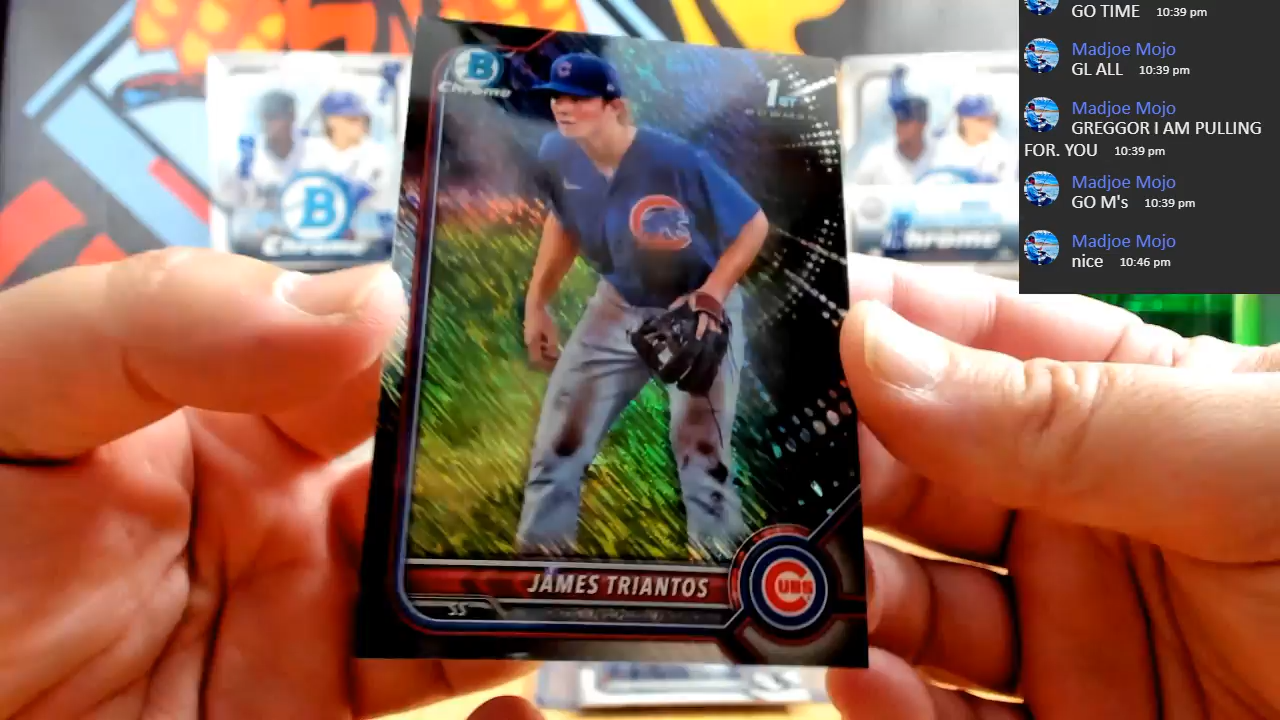 B
Chrome
1ST
BOWMAN
JAMES TRIANTOS
SS
CUBS
B
Chrome
Chrome
GO TIME 10:39 pm
Madjoe Mojo
GL ALL 10:39 pm
Madjoe Mojo
GREGGOR I AM PULLING
FOR. YOU 10:39 pm
Madjoe Mojo
GO M's 10:39 pm
Madjoe Mojo
nice 10:46 pm